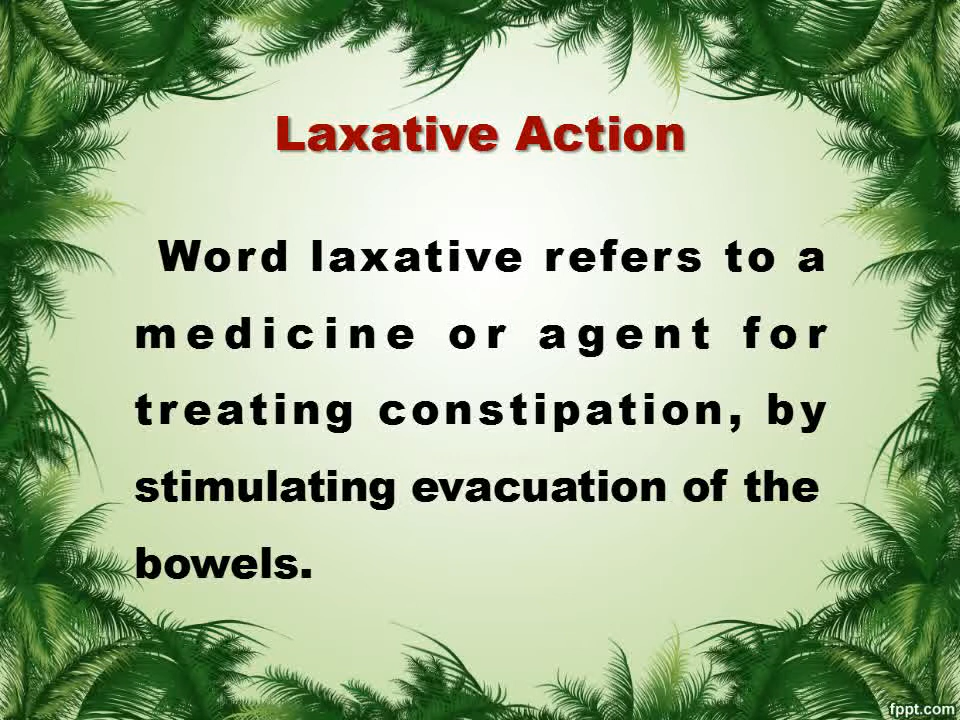 Laxative Action
Word laxative refers to a
medicine or agent for
treating constipation, by
stimulating evacuation of the
bowels.
fppt.com